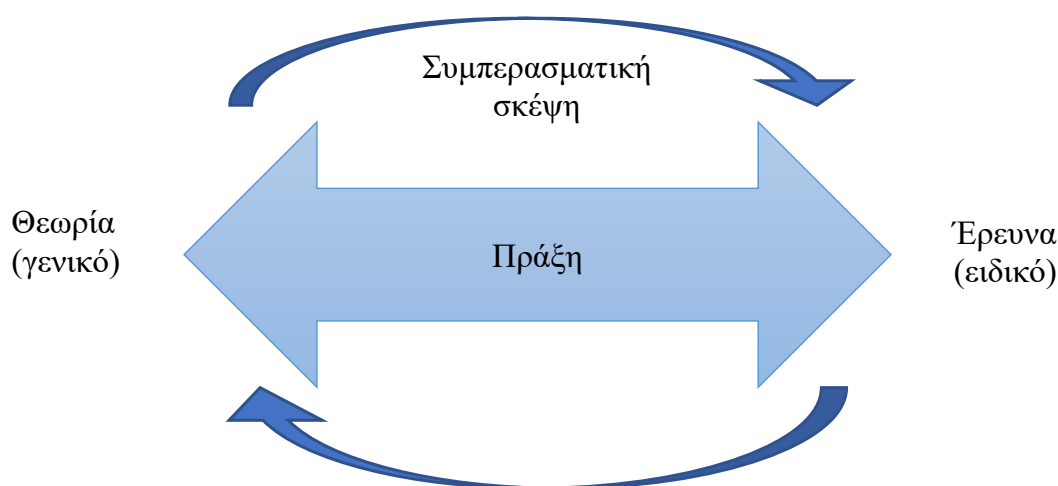 Συμπερασματική
σκέψη
Θεωρία
(γενικό)
Πράξη
Έρευνα
(ειδικό)